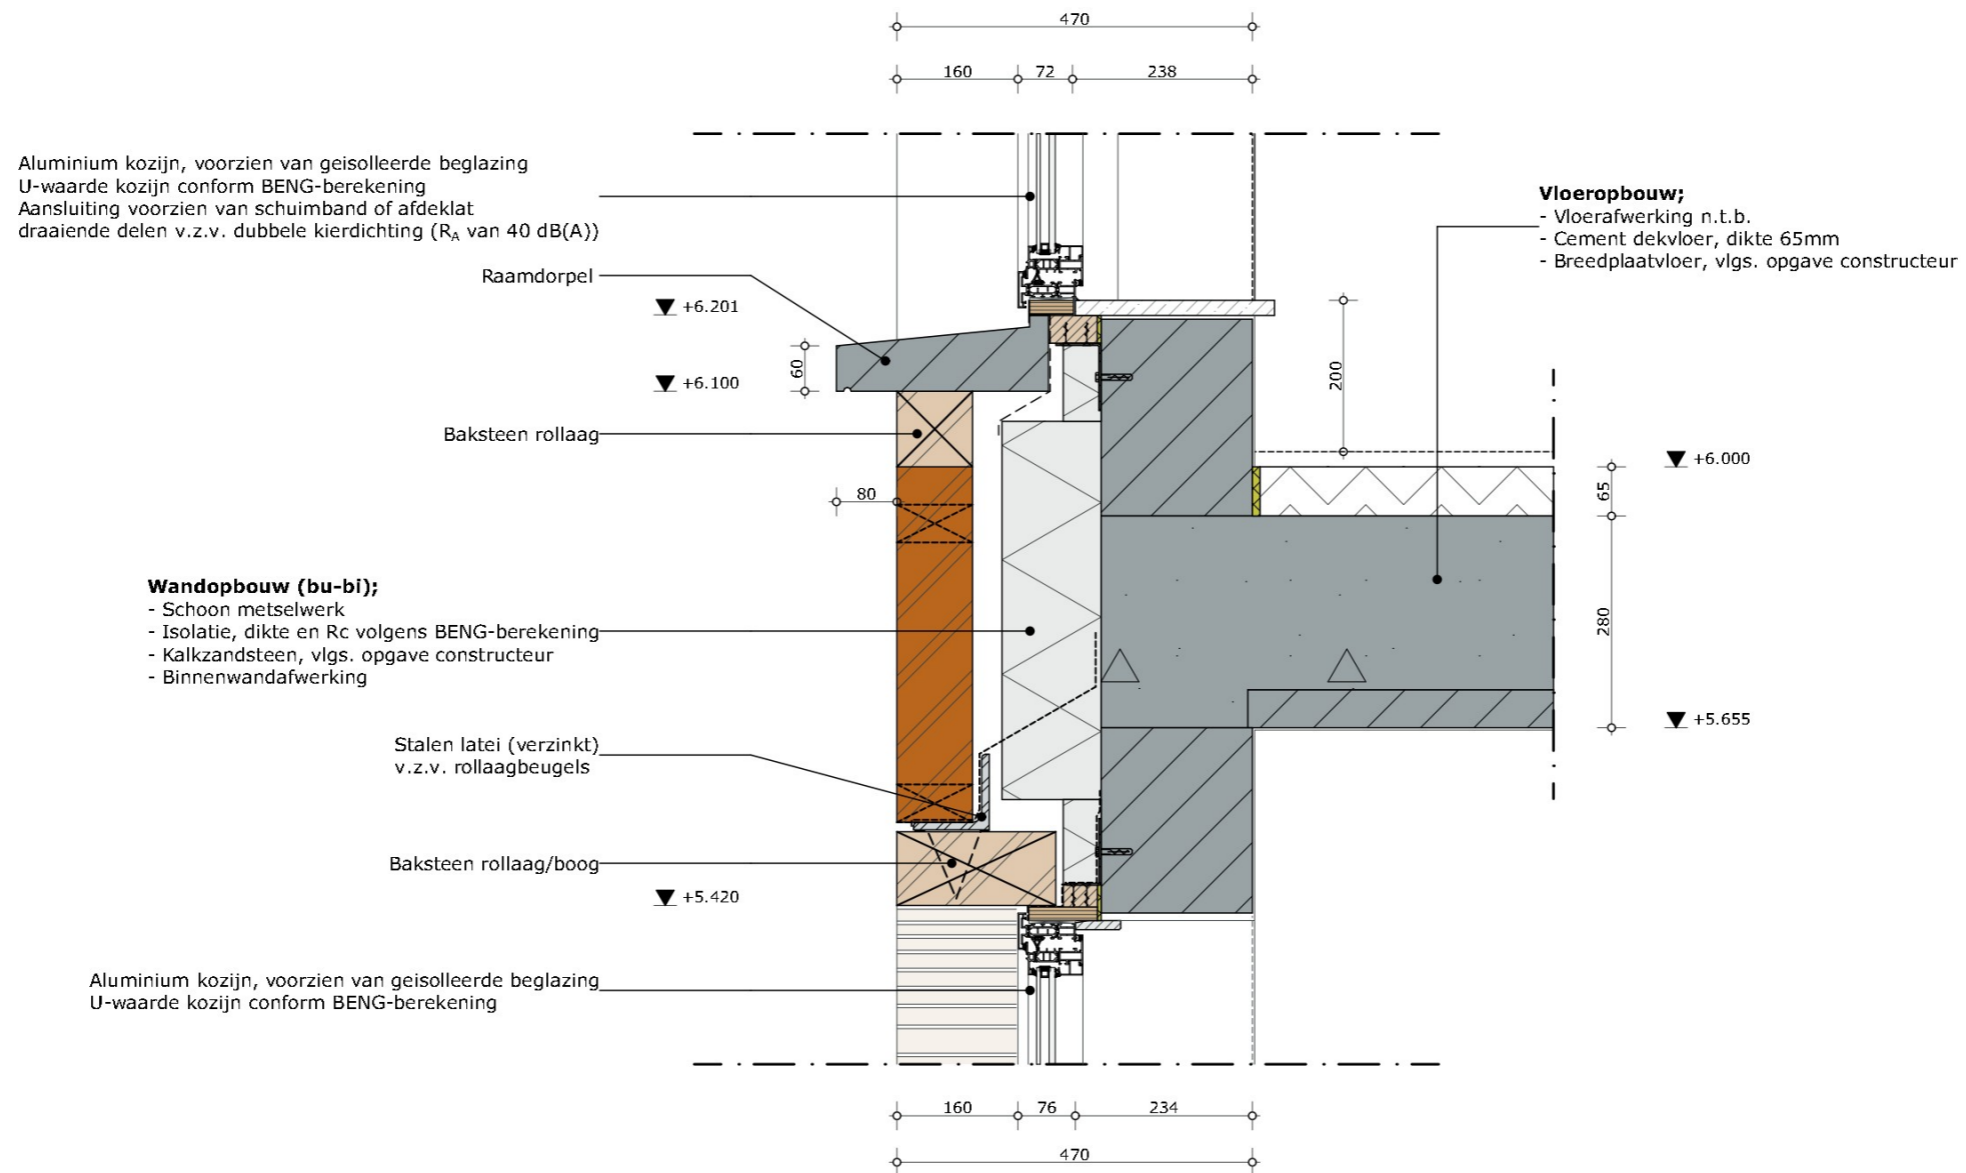 470
160
72
238
Aluminium kozijn, voorzien van geisolleerde beglazing
U-waarde kozijn conform BENG-berekening
Aansluiting voorzien van schuimband of afdeklat
draaiende delen v.z.v. dubbele kierdichting (RA van 40 dB(A))
Vloeropbouw;
- Vloerafwerking n.t.b.
- Cement dekvloer, dikte 65mm
- Breedplaatvloer, vlgs. opgave constructeur
Raamdorpel
+6.201
60
200
+6.100
Baksteen rollaag
+6.000
80
65
Wandopbouw (bu-bi);
- Schoon metselwerk
- Isolatie, dikte en Rc volgens BENG-berekening
- Kalkzandsteen, vlgs. opgave constructeur
- Binnenwandafwerking
280
+5.655
Stalen latei (verzinkt)
v.z.v. rollaagbeugels
Baksteen rollaag/boog
+5.420
Aluminium kozijn, voorzien van geisolleerde beglazing
U-waarde kozijn conform BENG-berekening
160
76
234
470